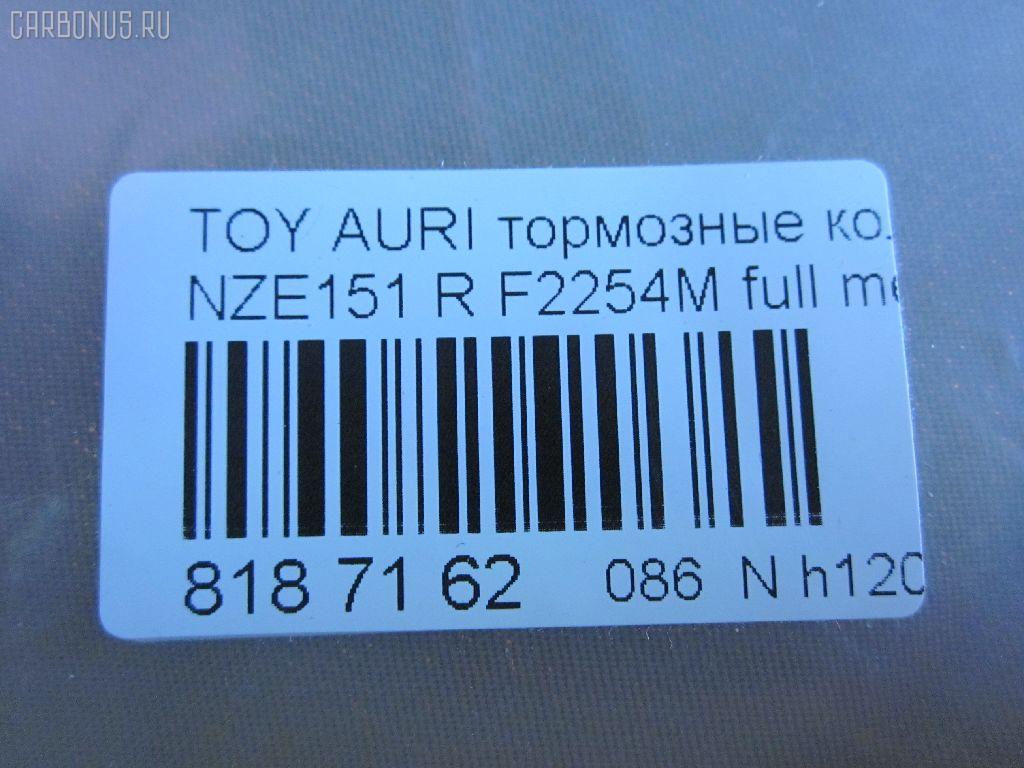 CARBONUS.RU
TOY AURI тормозные ко
NZE151 R F2254M full me
818 71 62 086 N h120